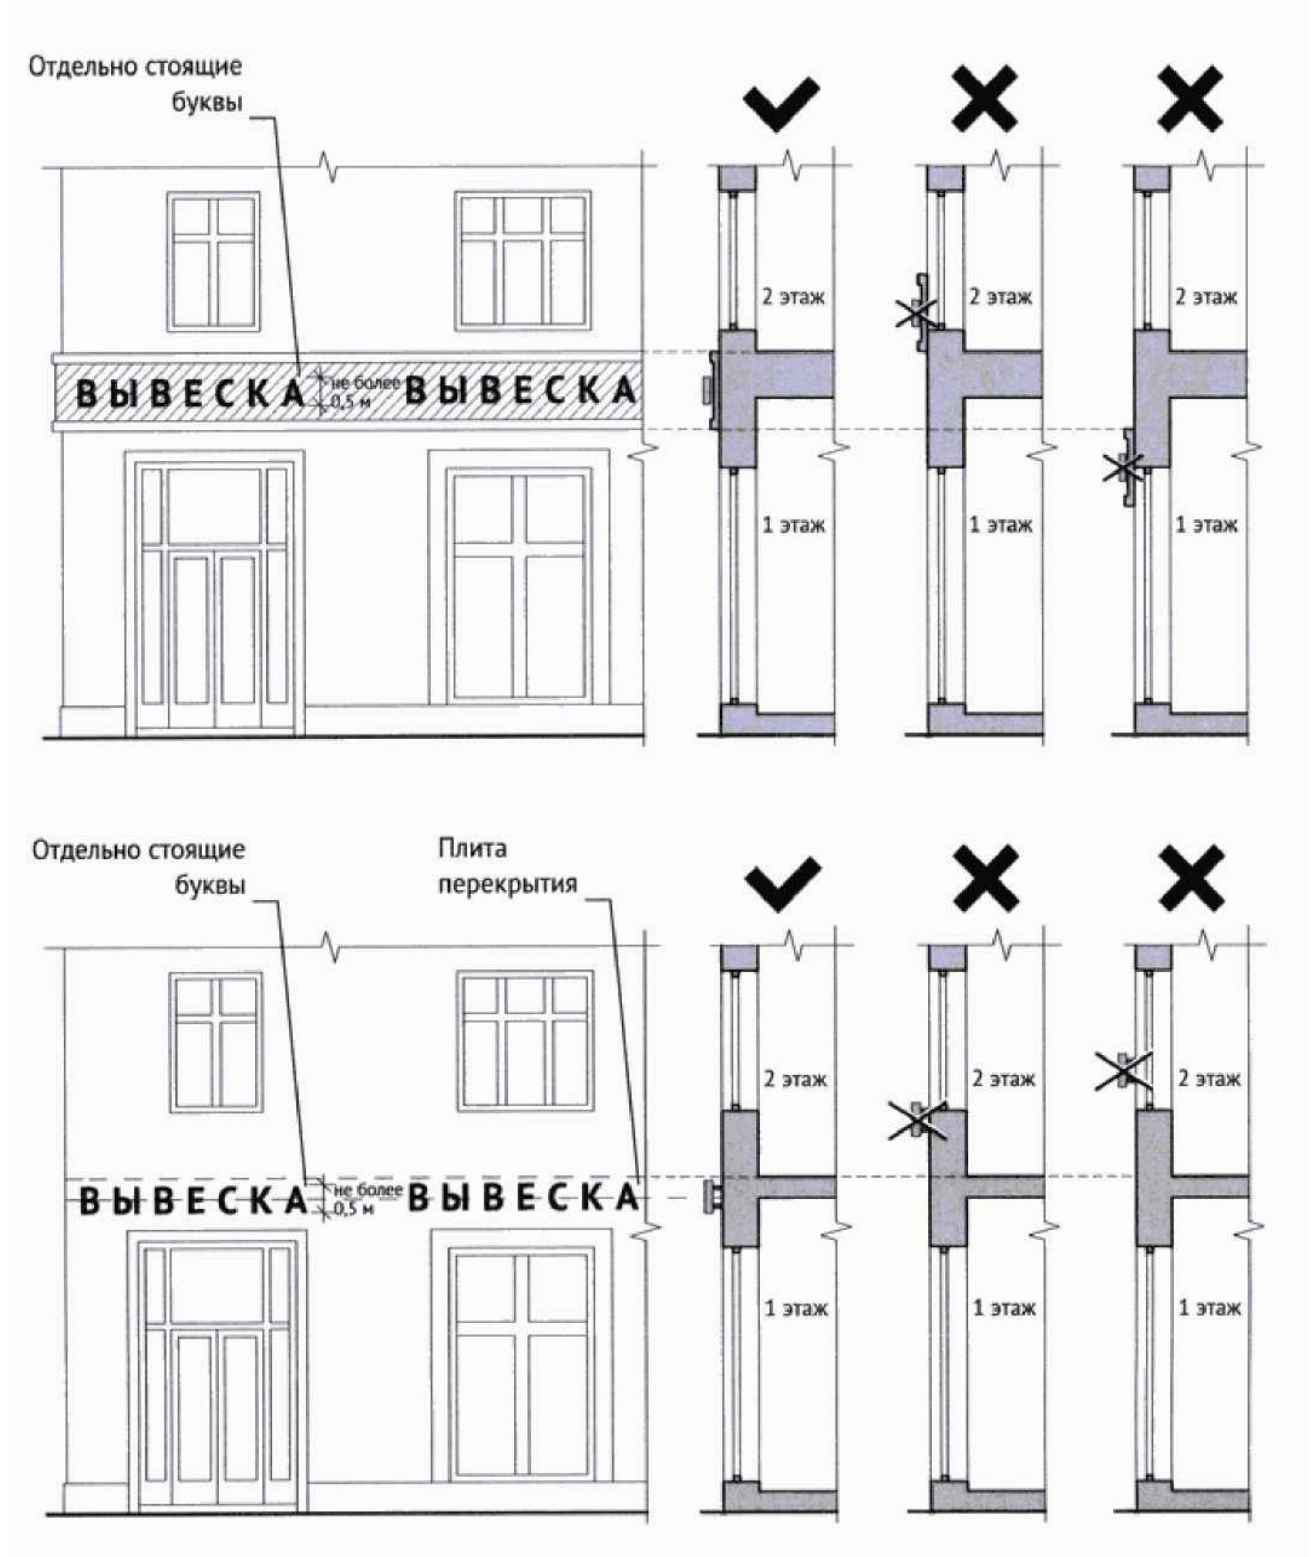 Отдельно стоящие
буквы
2 этаж
2 этаж
2 этаж
ВЫВЕСКА
не более
0,5 м
ВЫВЕСКА
1 этаж
1 этаж
1 этаж
Отдельно стоящие
буквы
Плита
перекрытия
2 этаж
2 этаж
2 этаж
ВЫВЕСКА
не более
0,5 м
ВЫВЕСКА
1 этаж
1 этаж
1 этаж